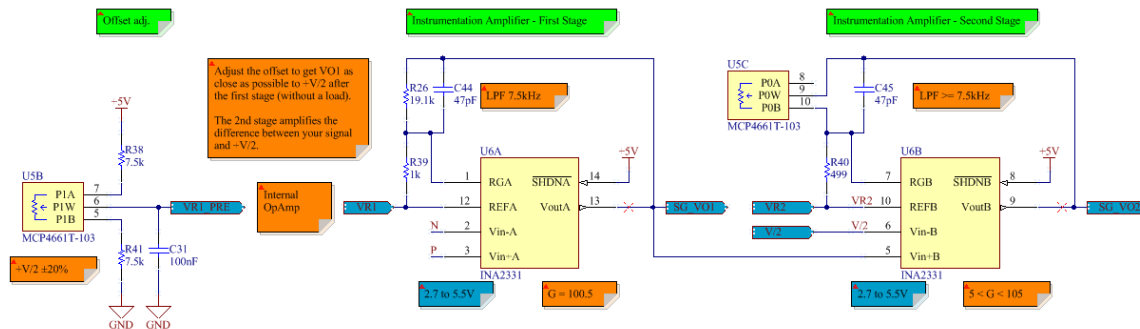 Offset adj.
Instrumentation Amplifier - First Stage
Instrumentation Amplifier - Second Stage
Adjust the offset to get VO1 as
close as possible to +V/2 after
the first stage (without a load).
The 2nd stage amplifies the
difference between your signal
and +V/2.
+5V
R38
7.5k
U5B
P1A
P1W
P1B
7
6
5
MCP4661T-103
VR1_PRE
R41
7.5k
C31
100nF
+V/2 ±20%
GND
GND
Internal
OpAmp
VR1
R26
19.1k
C44
47pF
LPF 7.5kHz
R39
1k
U6A
+5V
1
RGA
SHDNA
14
12
REFA
VoutA
13
SG_VO1
N
2
Vin-A
P
3
Vin+A
INA2331
2.7 to 5.5V
G = 100.5
U5C
P0A
P0W
P0B
8
9
10
MCP4661T-103
C45
47pF
LPF >= 7.5kHz
R40
499
U6B
+5V
7
RGB
SHDNB
8
VR2
VR2
10
REFB
VoutB
9
SG_VO2
V/2
V/2
6
Vin-B
5
Vin+B
INA2331
2.7 to 5.5V
5 < G < 105